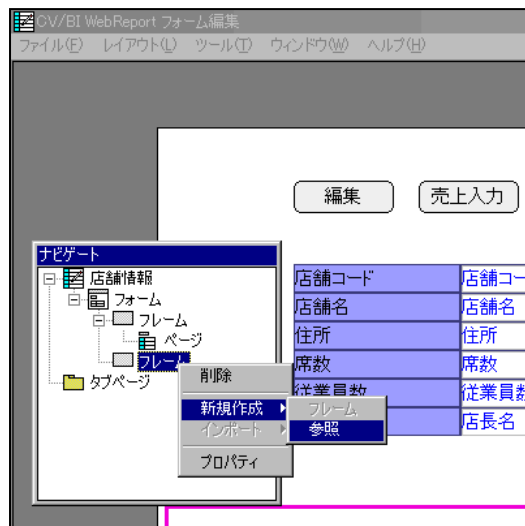 CV/BI WebReport フォーム編集
ファイル(F) レイアウト(L) ツール(T) ウィンドウ(W) ヘルプ(H)
編集 売上入力
ナビゲート
店舗情報
フォーム
フレーム
ページ
フレーム
タブページ
削除
新規作成
インポート
プロパティ
フレーム
参照
店舗コード 店舗コー
店舗名 店舗名
住所 住所
席数 席数
従業員数 従業員数
店長名